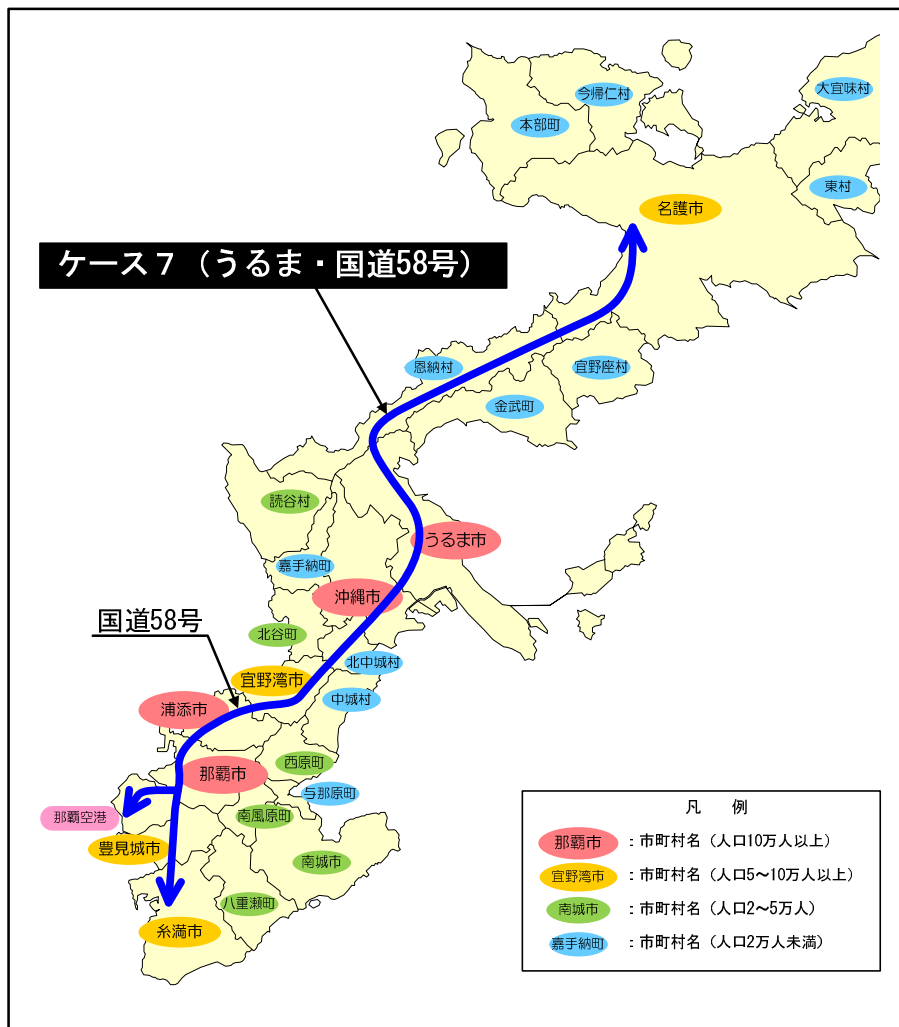 今帰仁村
大宜味村
本部町
東村
名護市
ケース７（うるま・国道58号）
恩納村
宜野座村
金武町
読谷村
うるま市
嘉手納町
沖縄市
国道58号
北谷町
北中城村
宜野湾市
中城村
浦添市
西原町
那覇市
与那原町
那覇空港
南風原町
豊見城市
南城市
八重瀬町
糸満市
凡　例
那覇市 ：市町村名（人口10万人以上）
宜野湾市 ：市町村名（人口5～10万人以上）
南城市 ：市町村名（人口2～5万人）
嘉手納町 ：市町村名（人口2万人未満）